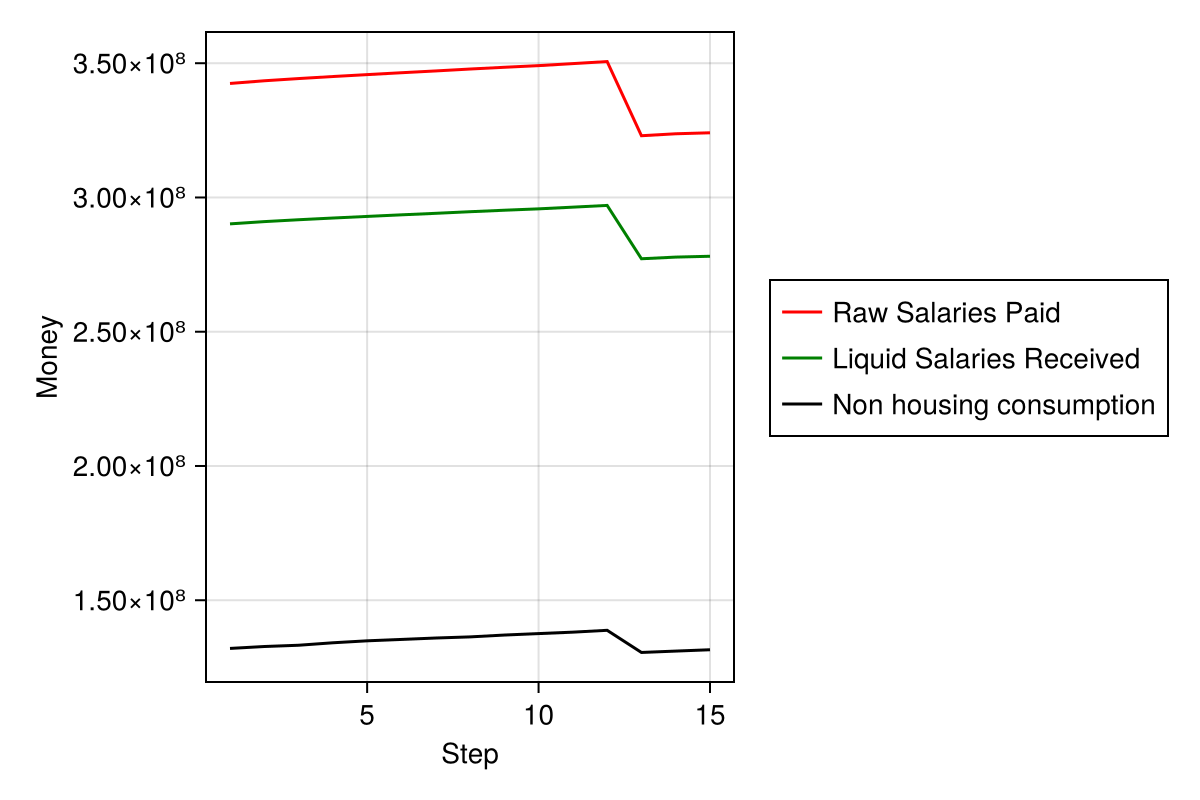 3.50×10⁸
3.00×10⁸
2.50×10⁸
2.00×10⁸
1.50×10⁸
Money
5 10 15
Step
Raw Salaries Paid
Liquid Salaries Received
Non housing consumption